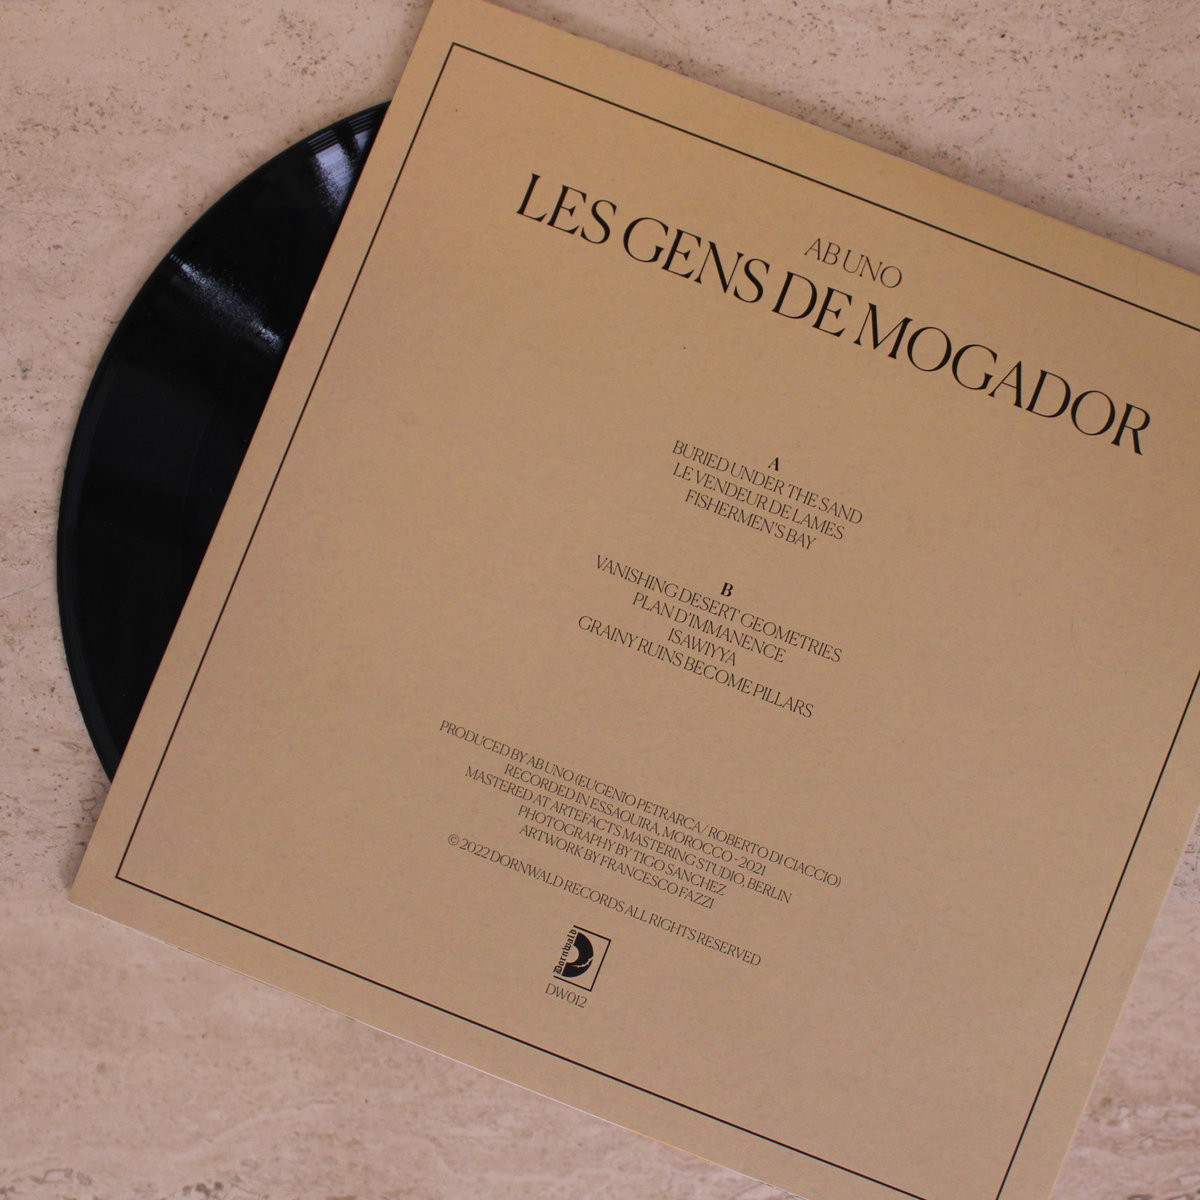 AB UNO
LES GENS DE MOGADOR
A
BURIED UNDER THE SAND
LE VENDEUR DE LAMES
FISHERMEN'S BAY
B
VANISHING DESERT GEOMETRIES
PLAN D'IMMANENCE
ISAWIYYA
GRAINY RUINS BECOME PILLARS
PRODUCED BY AB UNO (EUGENIO PETRARCA / ROBERTO DI CIACCIO)
RECORDED IN ESSAOUIRA, MOROCCO - 2021
MASTERED AT ARTEFACTS MASTERING STUDIO, BERLIN
PHOTOGRAPHY BY TIGO SANCHEZ
ARTWORK BY FRANCESCO FAZZI
© 2022 DORNWALD RECORDS ALL RIGHTS RESERVED
Dornwald
DW012